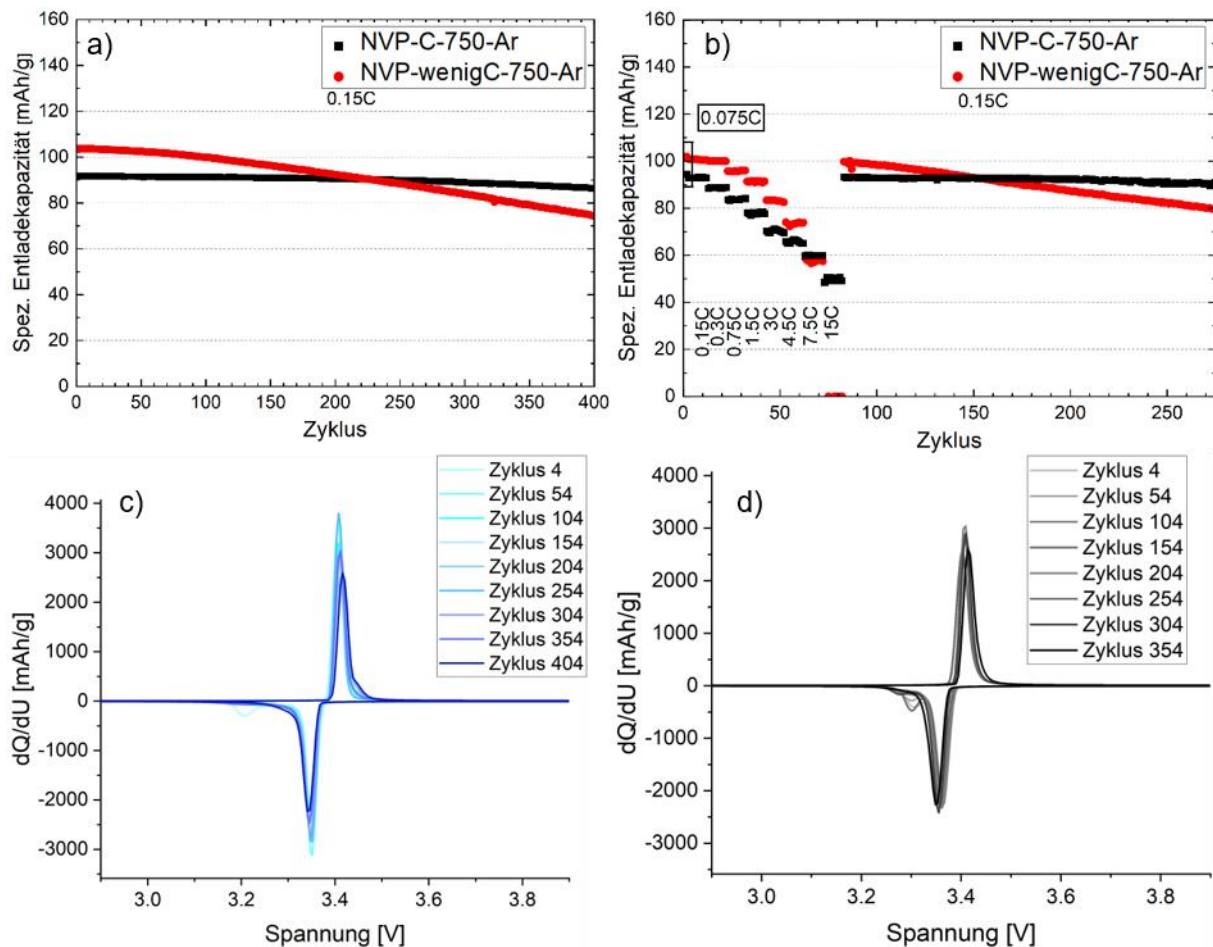 a)
NVP-C-750-Ar
NVP-wenigC-750-Ar
0.15C
Spez. Entladekapazität [mAh/g]
160
140
120
100
80
60
40
20
0
0 50 100 150 200 250 300 350 400
Zyklus
b)
NVP-C-750-Ar
NVP-wenigC-750-Ar
0.15C
0.075C
Spez. Entladekapazität [mAh/g]
160
140
120
100
80
60
40
20
0
0.15C
0.3C
0.75C
1.5C
3C
4.5C
7.5C
15C
0 50 100 150 200 250
Zyklus
c)
Zyklus 4
Zyklus 54
Zyklus 104
Zyklus 154
Zyklus 204
Zyklus 254
Zyklus 304
Zyklus 354
Zyklus 404
dQ/dU [mAh/g]
4000
3000
2000
1000
0
-1000
-2000
-3000
3.0 3.2 3.4 3.6 3.8
Spannung [V]
d)
Zyklus 4
Zyklus 54
Zyklus 104
Zyklus 154
Zyklus 204
Zyklus 254
Zyklus 304
Zyklus 354
dQ/dU [mAh/g]
4000
3000
2000
1000
0
-1000
-2000
-3000
3.0 3.2 3.4 3.6 3.8
Spannung [V]